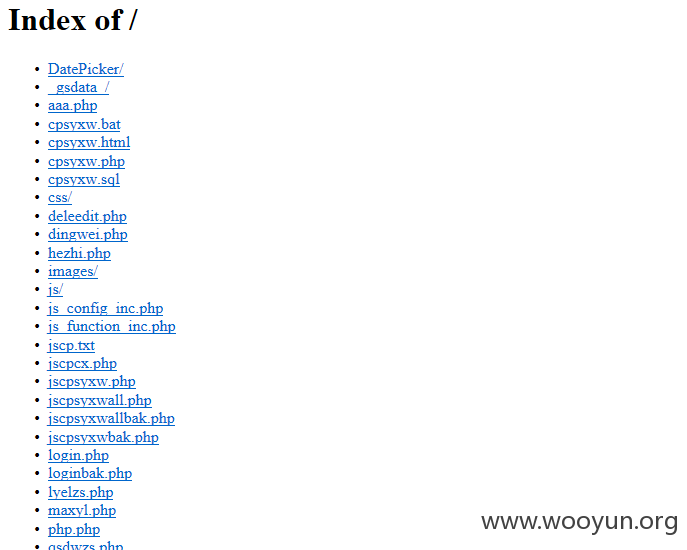 Index of /
DatePicker/
_gsdata_/
aaa.php
cpsyxw.bat
cpsyxw.html
cpsyxw.php
cpsyxw.sql
css/
deleedit.php
dingwei.php
hezhi.php
images/
js/
js_config_inc.php
js_function_inc.php
jscp.txt
jscpcx.php
jscpsyxw.php
jscpsyxwall.php
jscpsyxwallbak.php
jscpsyxwbak.php
login.php
loginbak.php
lyelzs.php
maxyl.php
php.php
qsdwzs.php
www.wooyun.org